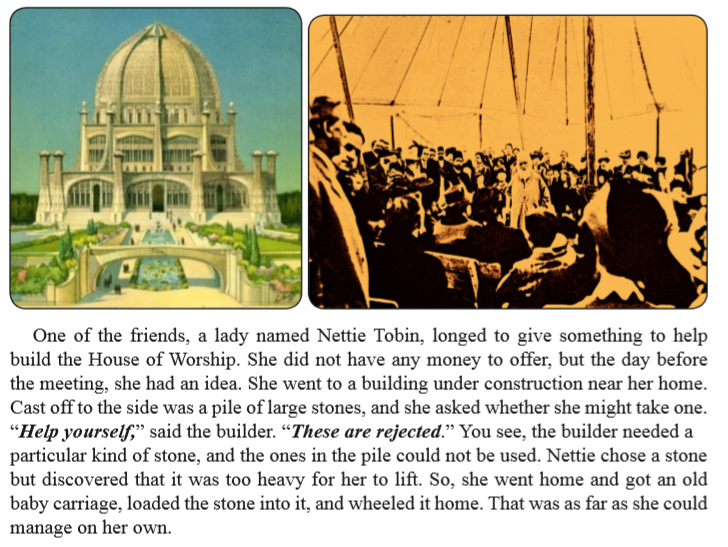 One of the friends, a lady named Nettie Tobin, longed to give something to help
build the House of Worship. She did not have any money to offer, but the day before
the meeting, she had an idea. She went to a building under construction near her home.
Cast off to the side was a pile of large stones, and she asked whether she might take one.
“Help yourself,” said the builder. “These are rejected.” You see, the builder needed a
particular kind of stone, and the ones in the pile could not be used. Nettie chose a stone
but discovered that it was too heavy for her to lift. So, she went home and got an old
baby carriage, loaded the stone into it, and wheeled it home. That was as far as she could
manage on her own.